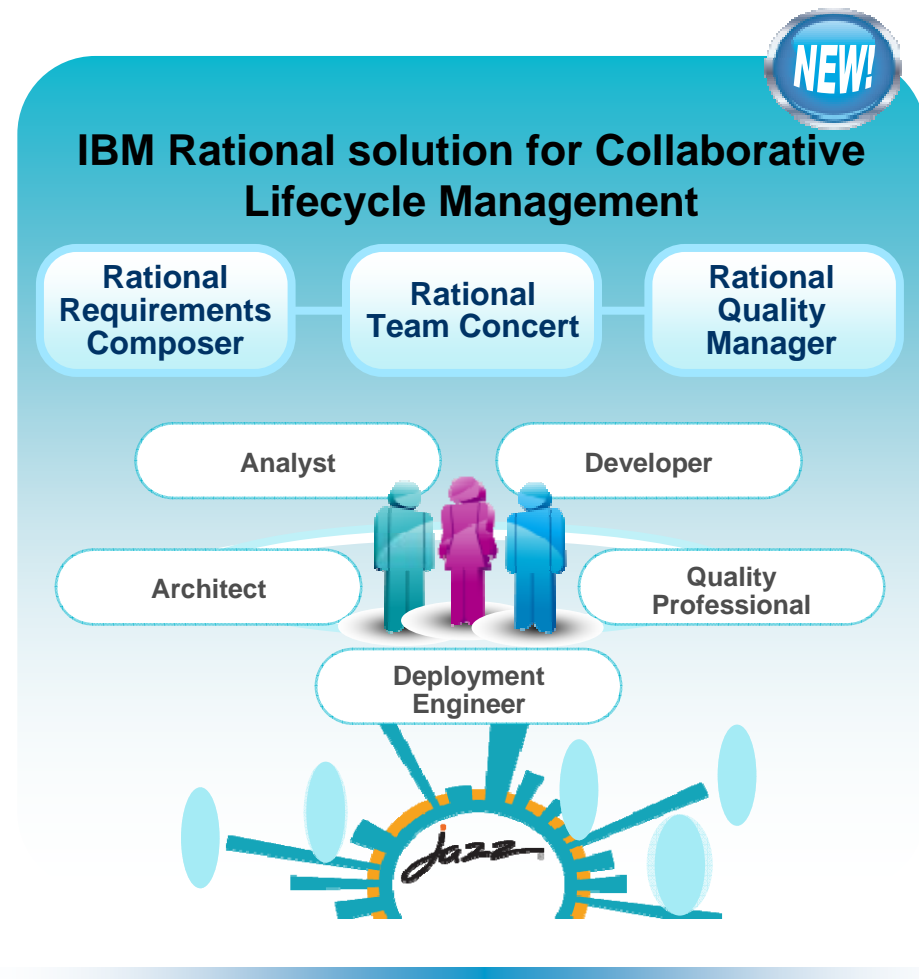 NEW!
IBM Rational solution for Collaborative
Lifecycle Management
Rational
Requirements
Composer
Rational
Team Concert
Rational
Quality
Manager
Analyst
Developer
Architect
Quality
Professional
Deployment
Engineer
Jazz